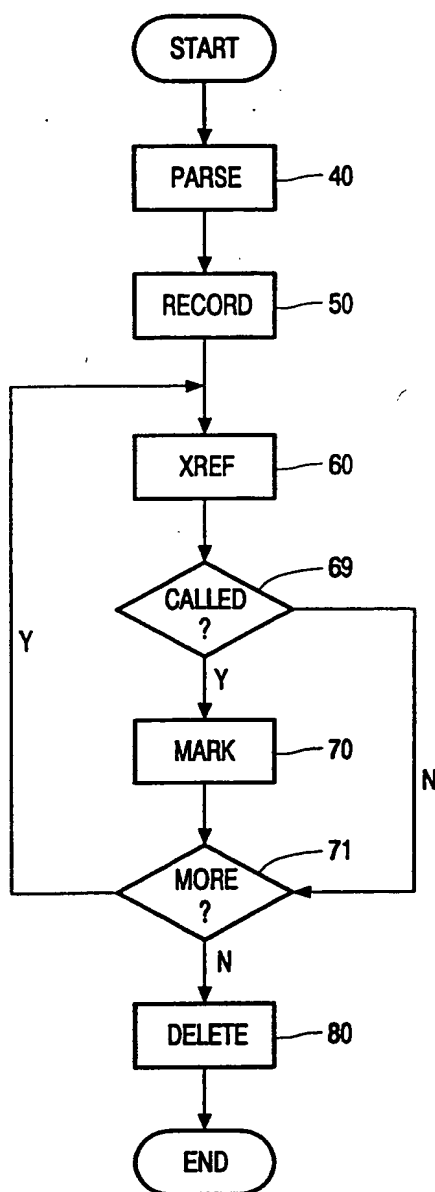 START
PARSE 40
RECORD 50
XREF 60
69
CALLED
?
Y
Y
MARK 70
N
71
MORE
?
N
DELETE 80
END